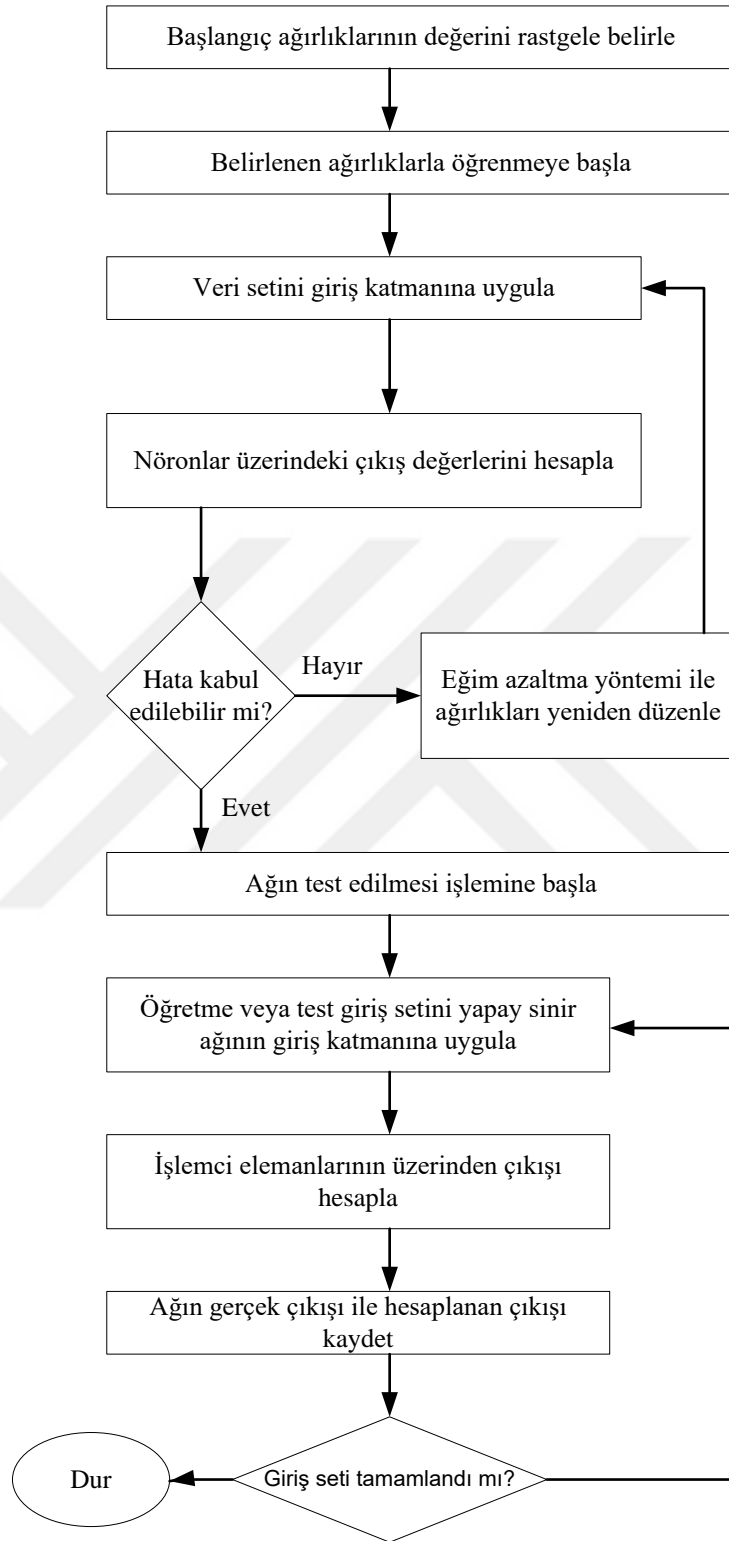 Başlangıç ağırlıklarının değerini rastgele belirle
Belirlenen ağırlıklarla öğrenmeye başla
Veri setini giriş katmanına uygula
Nöronlar üzerindeki çıkış değerlerini hesapla
Hata kabul
edilebilir mi?
Hayır
Eğim azaltma yöntemi ile
ağırlıkları yeniden düzenle
Evet
Ağın test edilmesi işlemine başla
Öğretme veya test giriş setini yapay sinir
ağının giriş katmanına uygula
İşlemci elemanlarının üzerinden çıkışı
hesapla
Ağın gerçek çıkışı ile hesaplanan çıkışı
kaydet
Dur
Giriş seti tamamlandı mı?